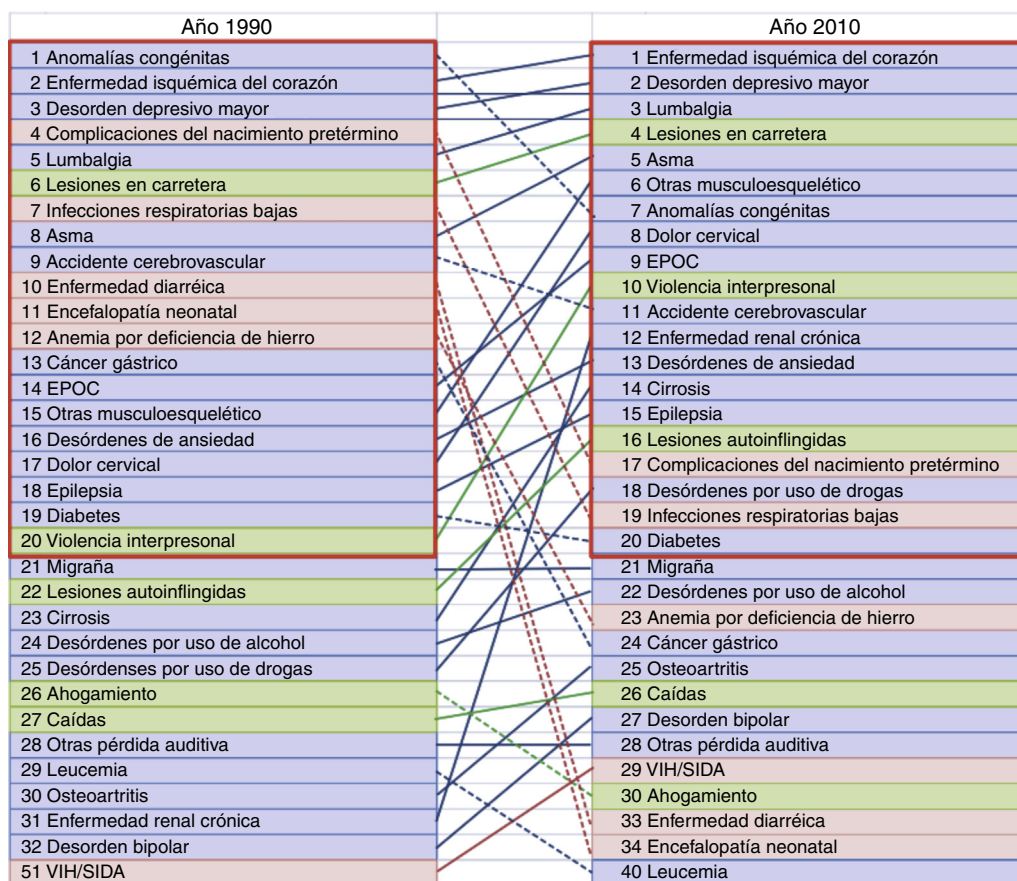 Año 1990
1 Anomalías congénitas
2 Enfermedad isquémica del corazón
3 Desorden depresivo mayor
4 Complicaciones del nacimiento pretérmino
5 Lumbalgia
6 Lesiones en carretera
7 Infecciones respiratorias bajas
8 Asma
9 Accidente cerebrovascular
10 Enfermedad diarréica
11 Encefalopatía neonatal
12 Anemia por deficiencia de hierro
13 Cáncer gástrico
14 EPOC
15 Otras musculoesquelético
16 Desórdenes de ansiedad
17 Dolor cervical
18 Epilepsia
19 Diabetes
20 Violencia interpresonal
21 Migraña
22 Lesiones autoinflingidas
23 Cirrosis
24 Desórdenes por uso de alcohol
25 Desórdenses por uso de drogas
26 Ahogamiento
27 Caídas
28 Otras pérdida auditiva
29 Leucemia
30 Osteoartritis
31 Enfermedad renal crónica
32 Desorden bipolar
51 VIH/SIDA
Año 2010
1 Enfermedad isquémica del corazón
2 Desorden depresivo mayor
3 Lumbalgia
4 Lesiones en carretera
5 Asma
6 Otras musculoesquelético
7 Anomalías congénitas
8 Dolor cervical
9 EPOC
10 Violencia interpresonal
11 Accidente cerebrovascular
12 Enfermedad renal crónica
13 Desórdenes de ansiedad
14 Cirrosis
15 Epilepsia
16 Lesiones autoinflingidas
17 Complicaciones del nacimiento pretérmino
18 Desórdenes por uso de drogas
19 Infecciones respiratorias bajas
20 Diabetes
21 Migraña
22 Desórdenes por uso de alcohol
23 Anemia por deficiencia de hierro
24 Cáncer gástrico
25 Osteoartritis
26 Caídas
27 Desorden bipolar
28 Otras pérdida auditiva
29 VIH/SIDA
30 Ahogamiento
33 Enfermedad diarréica
34 Encefalopatía neonatal
40 Leucemia